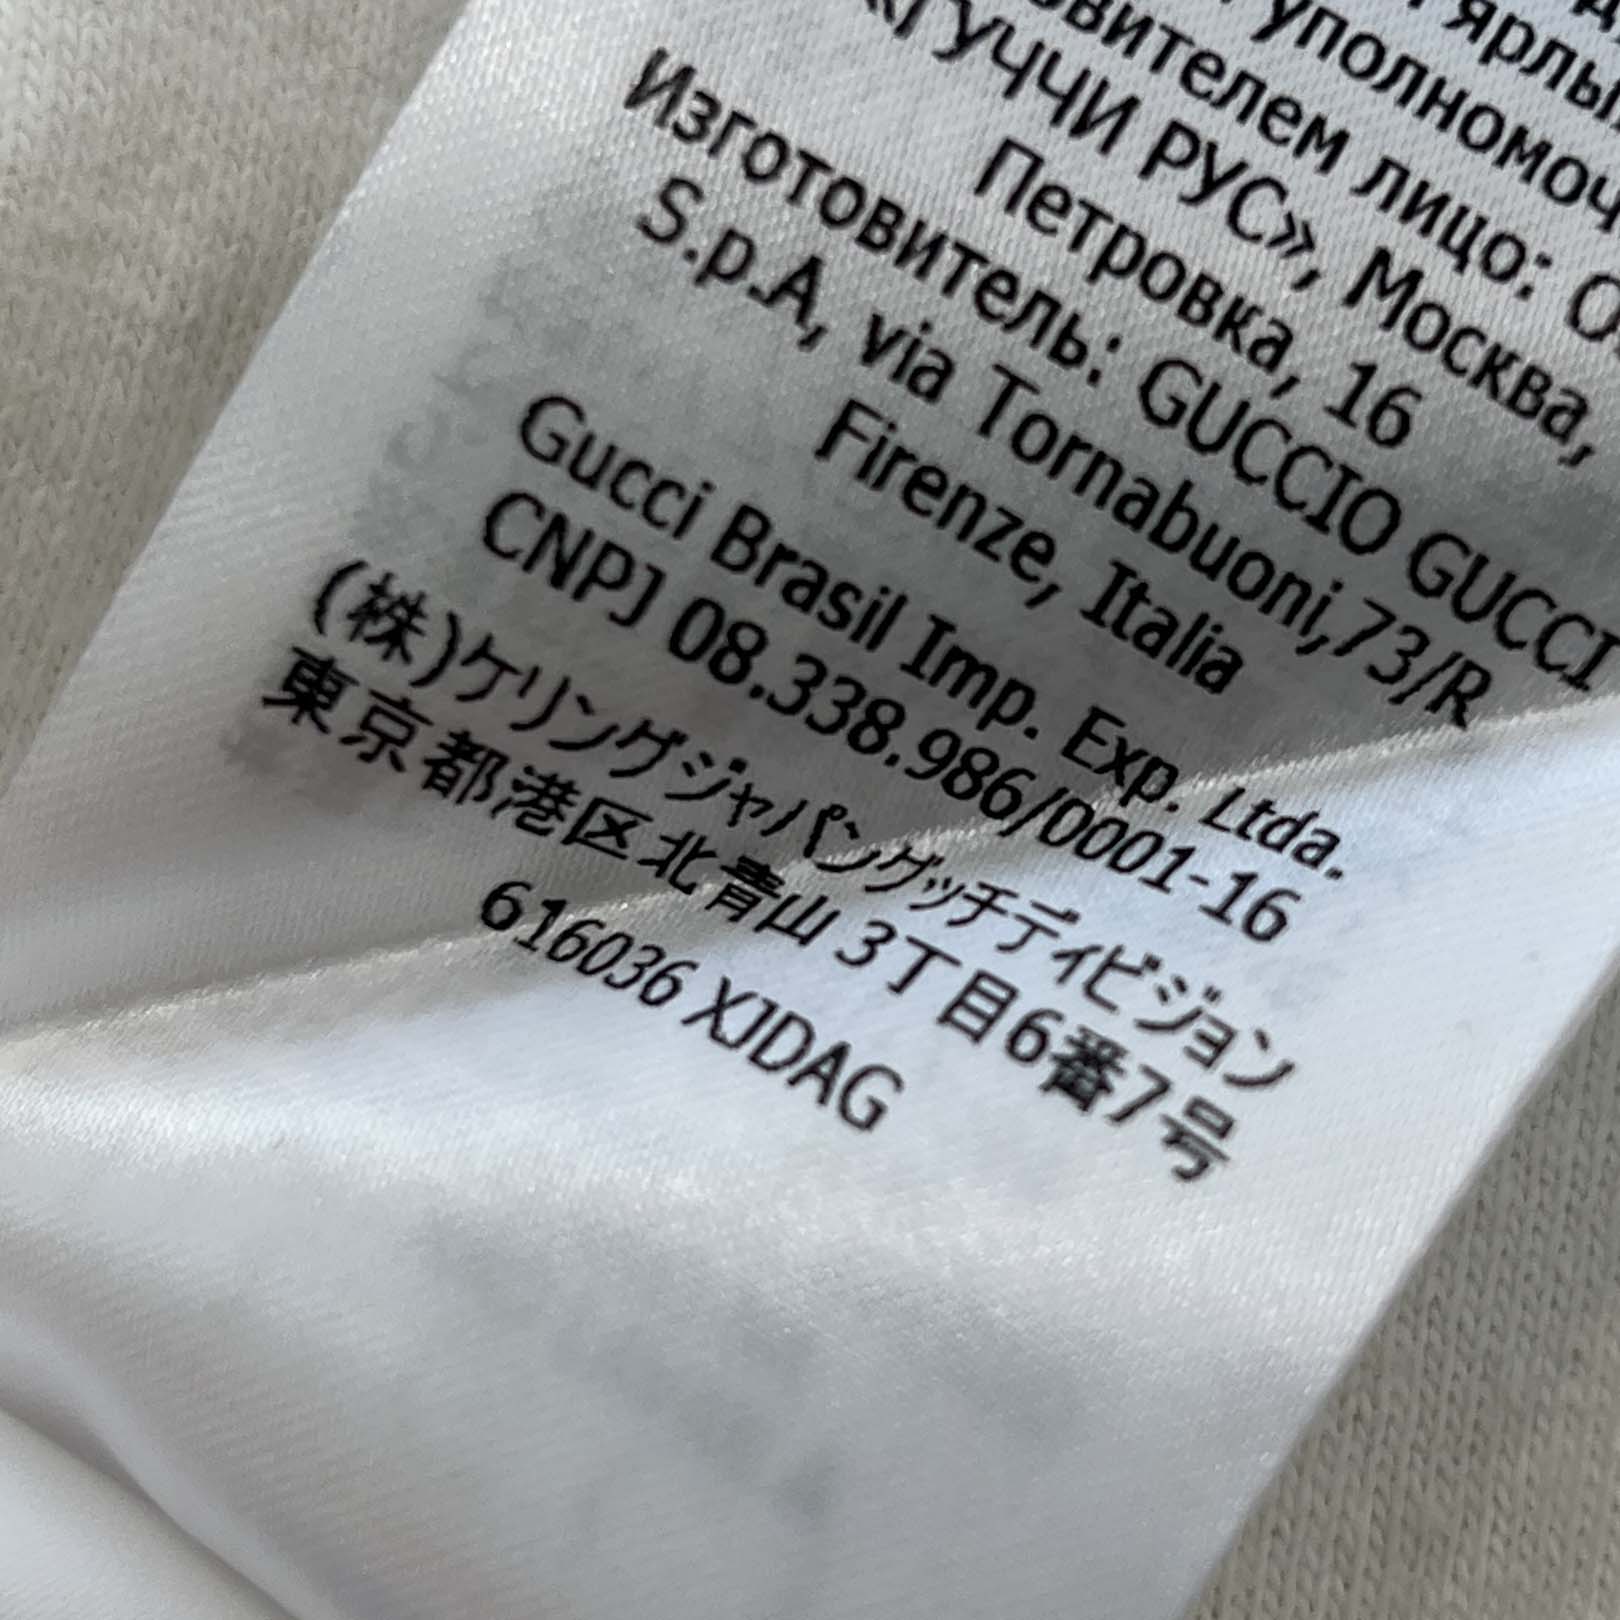 ярлы
уполномоч
вителем лицо: О
ГУЧЧИ РУС», Москва,
Петровка, 16
Изготовитель: GUCCIO GUCCI
S.p.A, via Tornabuoni,73/R
Firenze, Italia
Gucci Brasil Imp. Exp. Ltda.
CNPJ 08.338.986/0001-16
(株)ケリングジャパングッチディビジョン
東京都港区北青山3丁目6番7号
616036 XJDAG